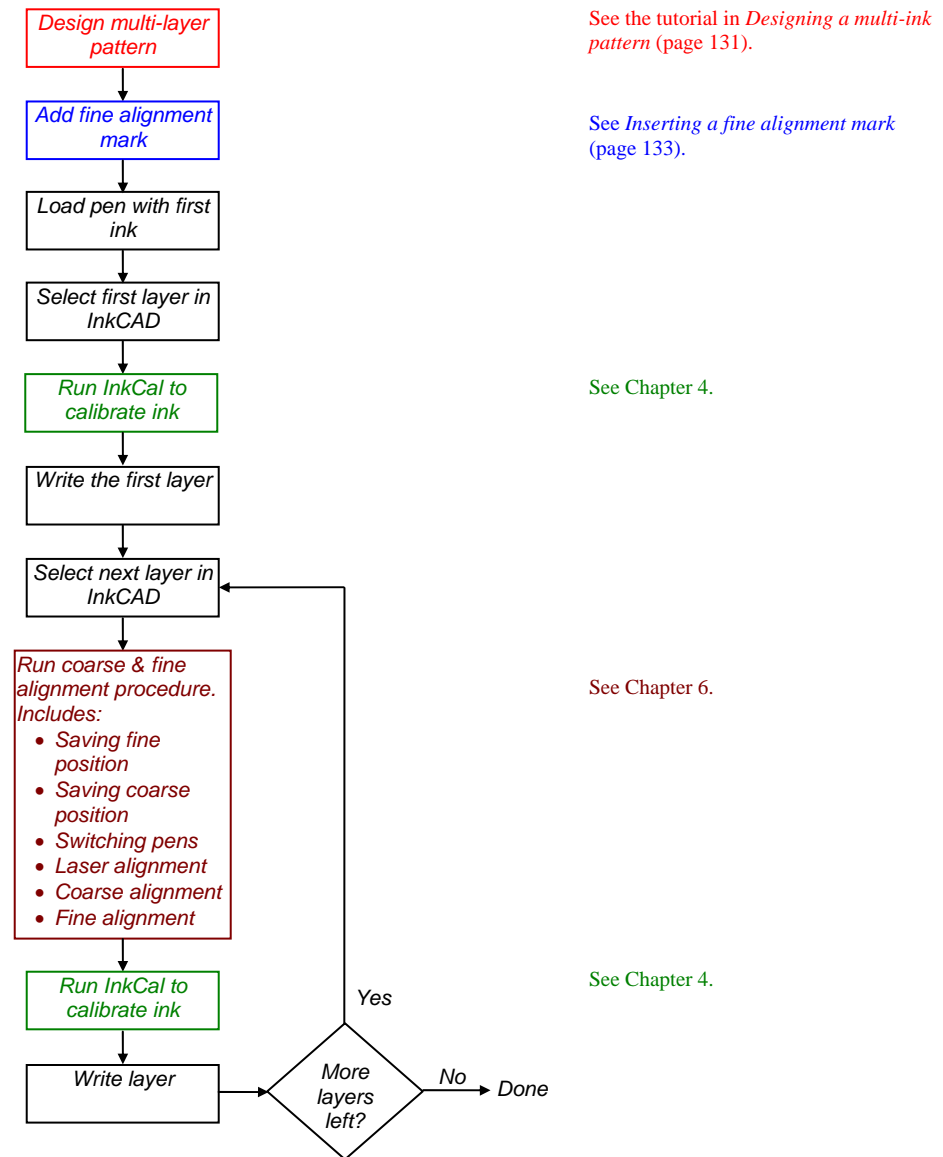 Design multi-layer
pattern
See the tutorial in Designing a multi-ink
pattern (page 131).
Add fine alignment
mark
See Inserting a fine alignment mark
(page 133).
Load pen with first
ink
Select first layer in
InkCAD
Run InkCal to
calibrate ink
See Chapter 4.
Write the first layer
Select next layer in
InkCAD
Run coarse & fine
alignment procedure.
Includes:
• Saving fine
position
• Saving coarse
position
• Switching pens
• Laser alignment
• Coarse alignment
• Fine alignment
See Chapter 6.
Run InkCal to
calibrate ink
See Chapter 4.
Write layer
More
layers
left?
Yes
No
Done